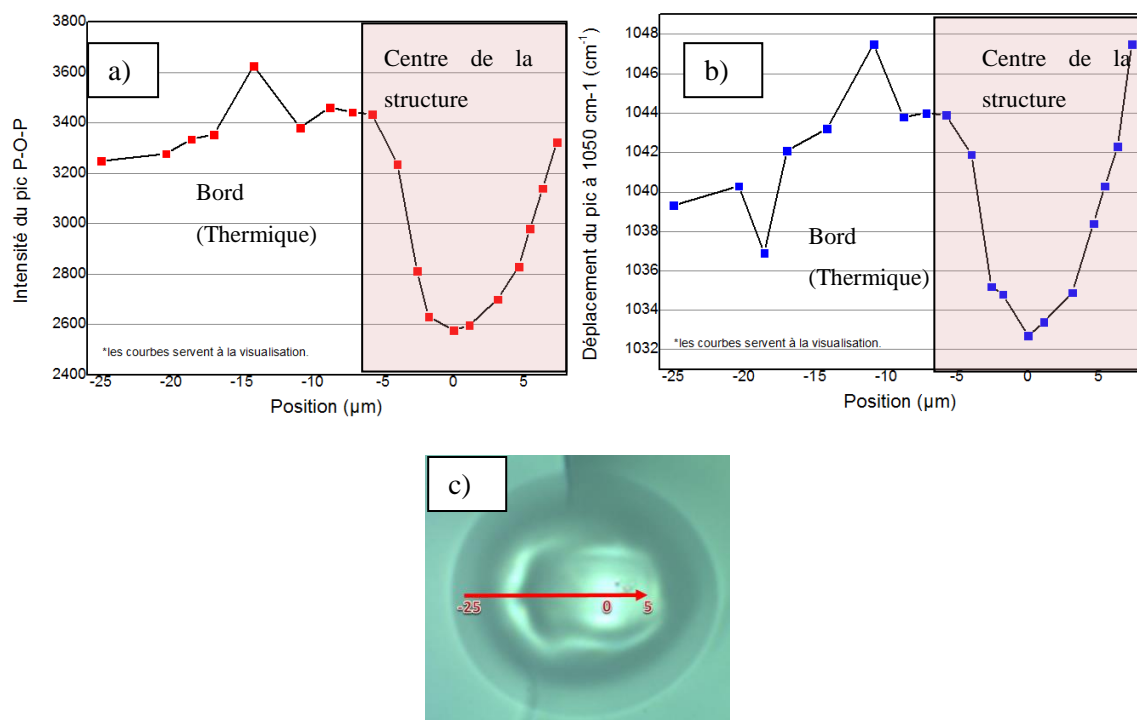 3800
3600
3400
3200
3000
2800
2600
2400
-25
-20
-15
-10
-5
0
5
Intensité du pic P-O-P
Position (µm)
a)
Centre de la
structure
Bord
(Thermique)
*les courbes servent à la visualisation.
1048
1046
1044
1042
1040
1038
1036
1034
1032
-25
-20
-15
-10
-5
0
5
Déplacement du pic à 1050 cm-1 (cm-1)
Position (µm)
b)
Centre de la
structure
Bord
(Thermique)
*les courbes servent à la visualisation.
c)
-25 0 5